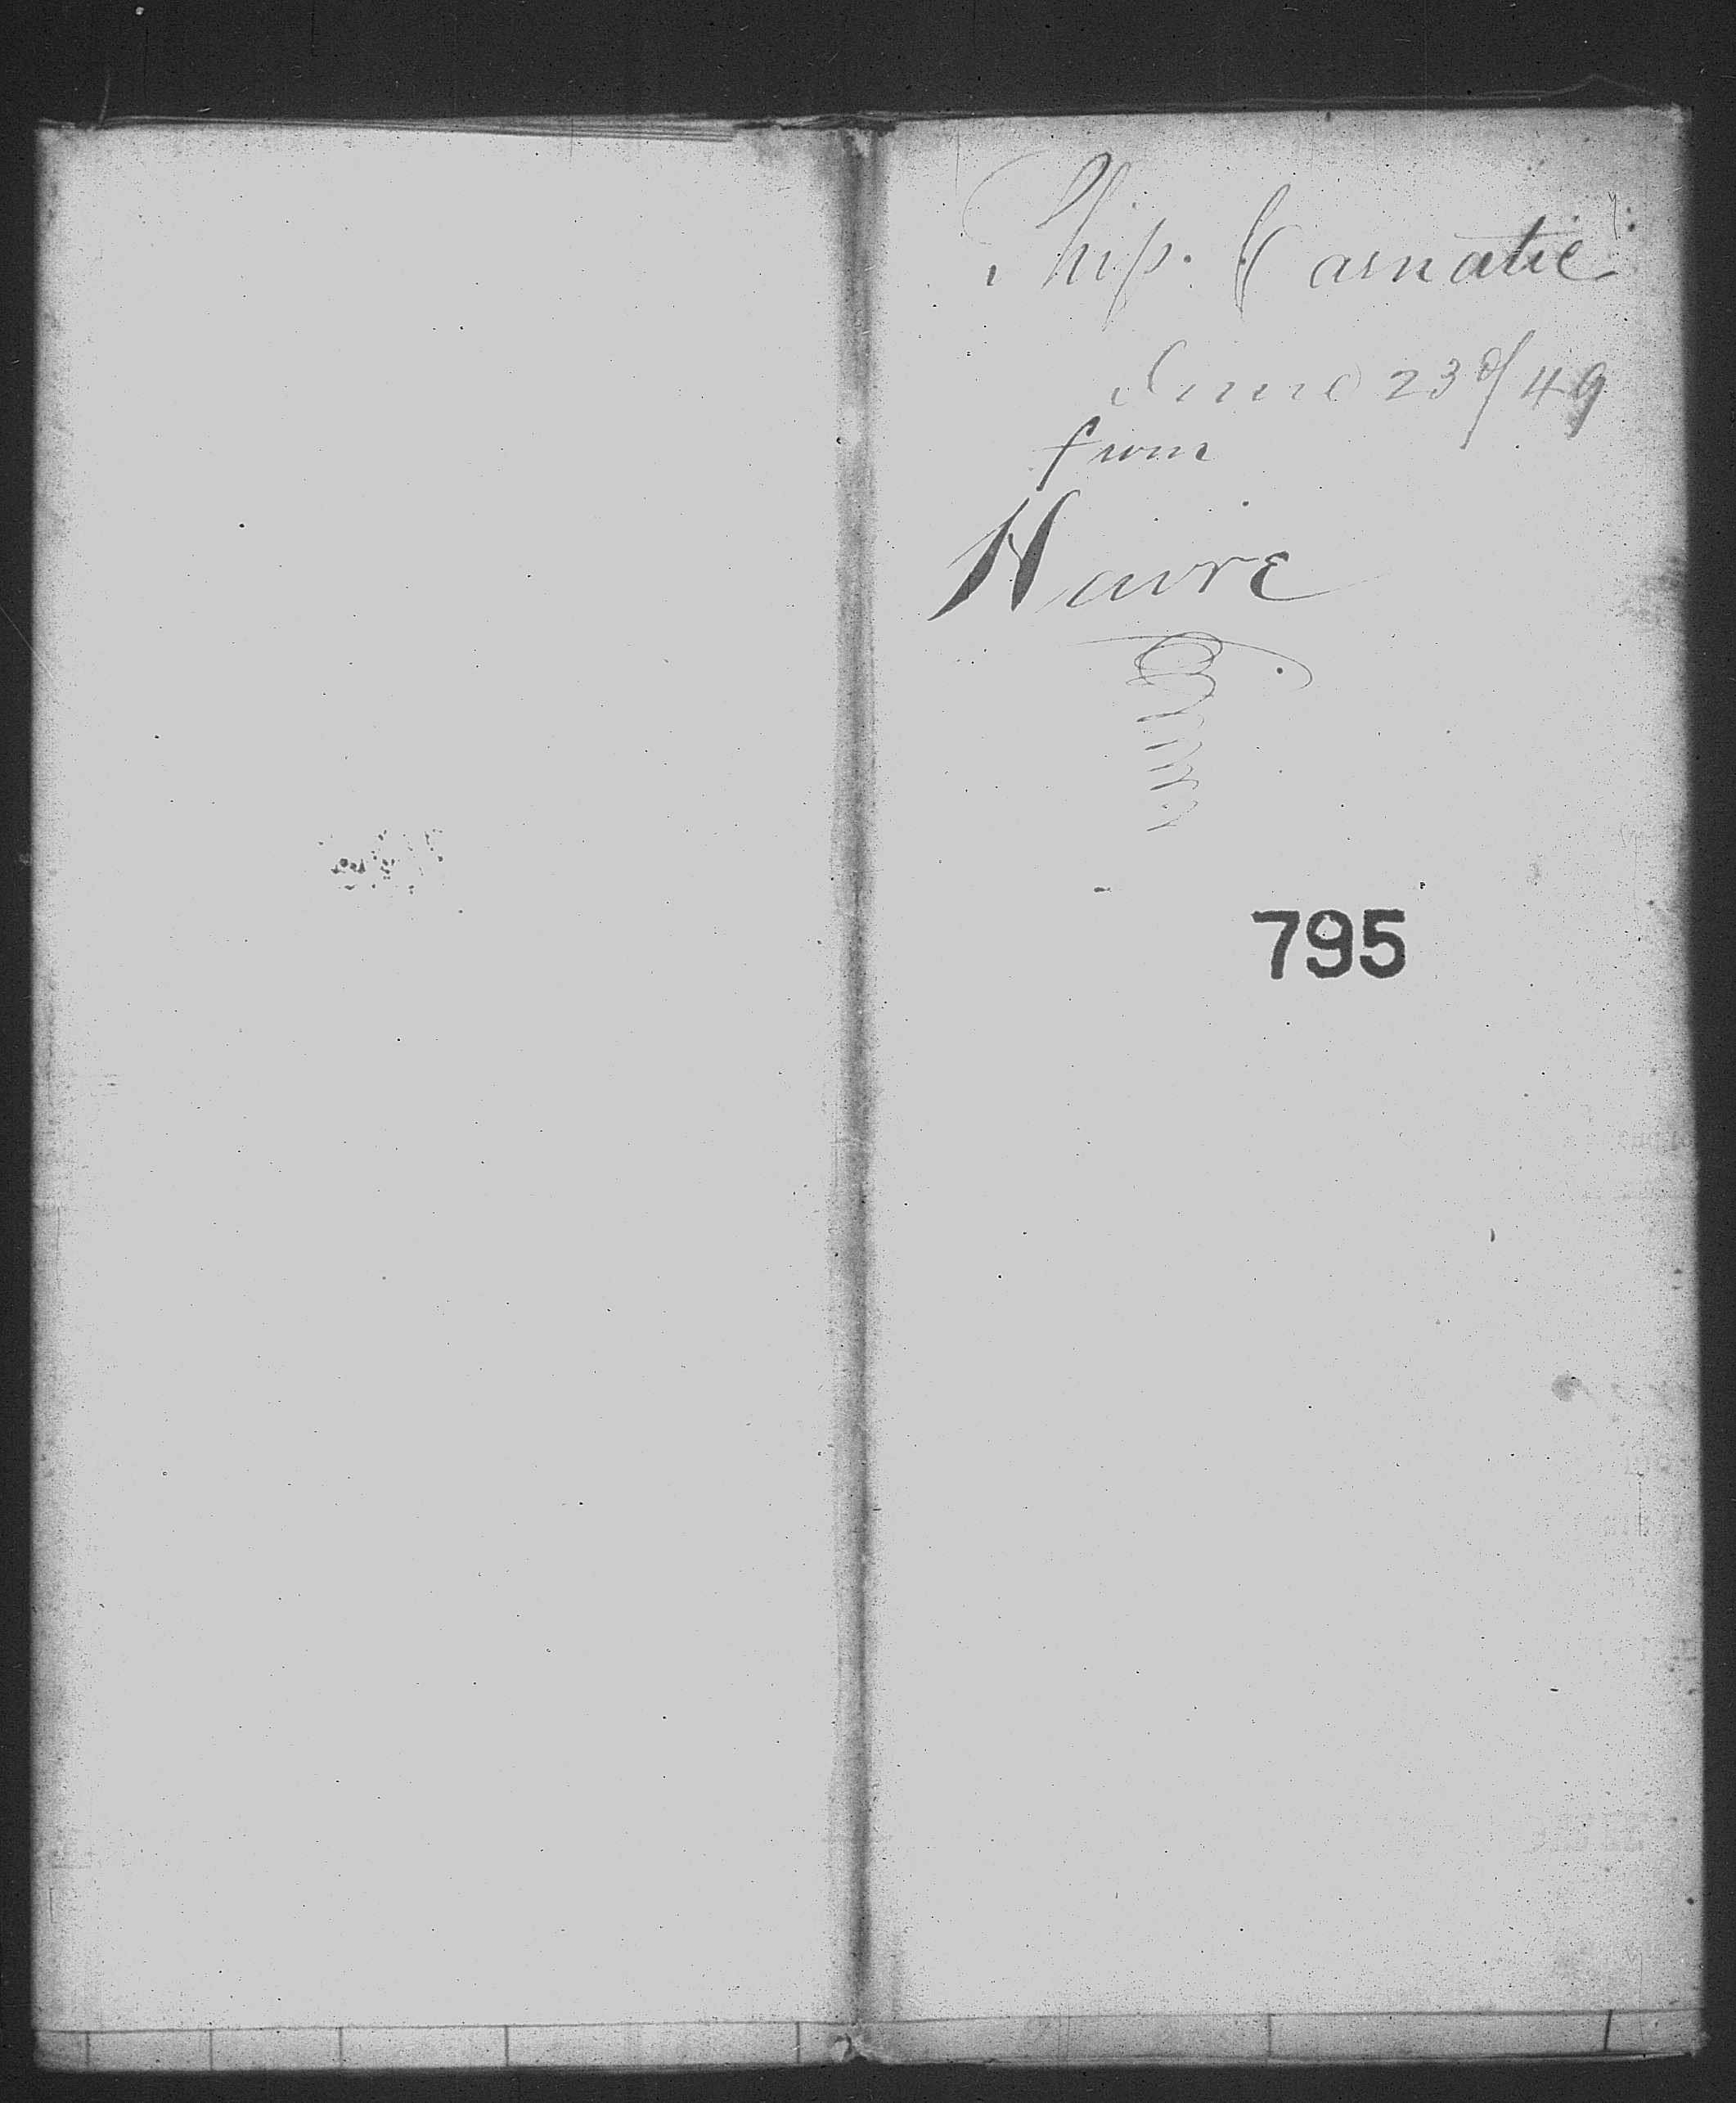 Ship. Carnatic
June 23d/49
from
Havre
795